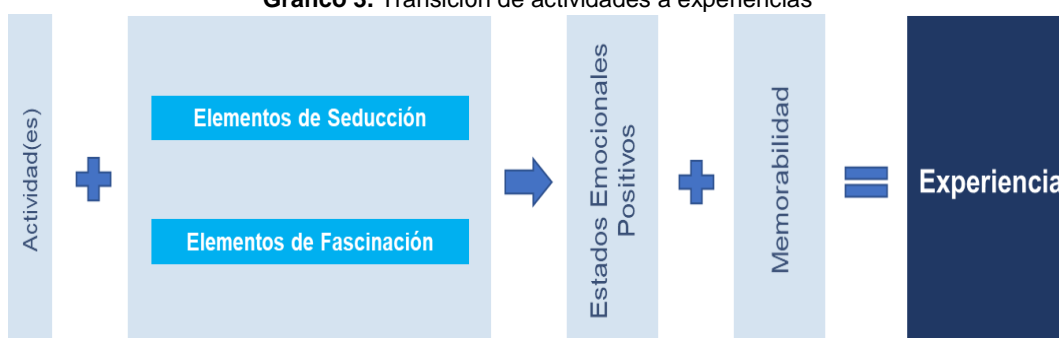 Gráfico 3. Transición de actividades a experiencias
Actividad(es)
Elementos de Seducción
Elementos de Fascinación
Estados Emocionales
Positivos
Memorabilidad
Experiencia